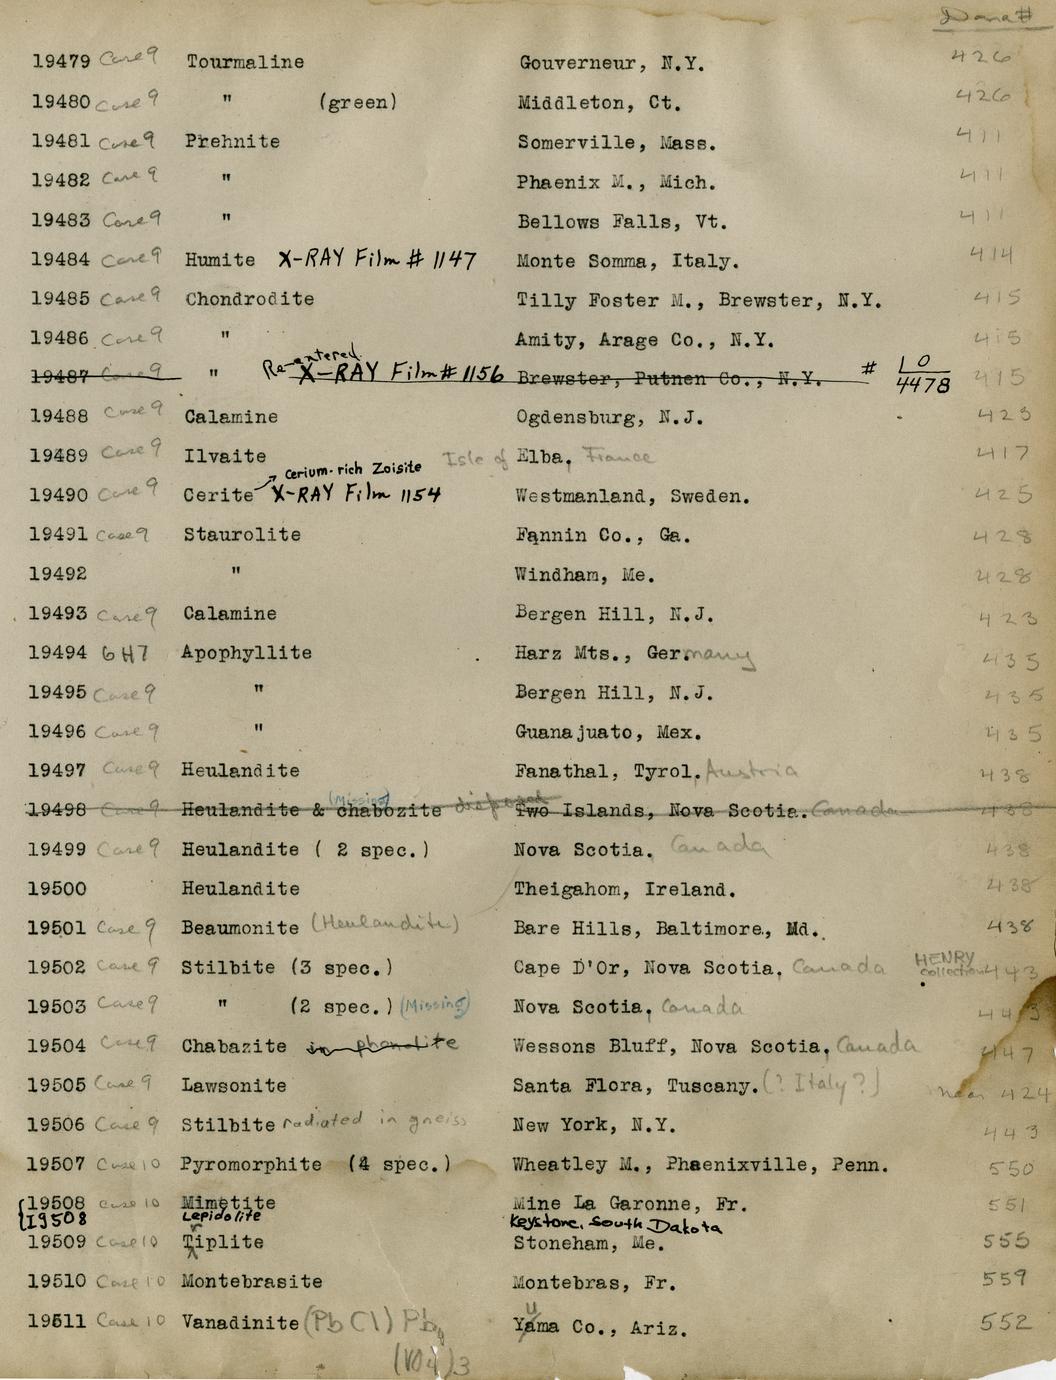 Dana #
19479 Case 9 Tourmaline Gouverneur, N.Y. 426
19480 Case 9 " (green) Middleton, Ct. 426
19481 Case 9 Prehnite Somerville, Mass. 411
19482 Case 9 " Phaenix M., Mich. 411
19483 Case 9 " Bellows Falls, Vt. 411
19484 Case 9 Humite X-RAY Film # 1147 Monte Somma, Italy. 414
19485 Case 9 Chondrodite Tilly Foster M., Brewster, N.Y. 415
19486 Case 9 " Amity, Arage Co., N.Y. 415
Re-entered # 10
19487 Case 9 " X-RAY Film # 1156 Brewster, Putnen Co., N.Y. 4478 415
19488 Case 9 Calamine Ogdensburg, N.J. 423
19489 Case 9 Ilvaite Isle of Elba. France 417
Cerium-rich Zoisite
19490 Case 9 Cerite X-RAY Film 1154 Westmanland, Sweden. 425
19491 Case 9 Staurolite Fannin Co., Ga. 428
19492 " Windham, Me. 428
19493 Case 9 Calamine Bergen Hill, N.J. 423
19494 GH7 Apophyllite Harz Mts., Germany 435
19495 Case 9 " Bergen Hill, N.J. 435
19496 Case 9 " Guanajuato, Mex. 435
19497 Case 9 Heulandite Fanathal, Tyrol. Austria 438
(Missing)
19498 Case 9 Heulandite & chabozite disposed Two Islands, Nova Scotia. Canada 438
19499 Case 9 Heulandite ( 2 spec.) Nova Scotia. Canada 438
19500 Heulandite Theigahom, Ireland. 438
19501 Case 9 Beaumonite (Heulandite) Bare Hills, Baltimore, Md. 438
19502 Case 9 Stilbite (3 spec.) Cape D'Or, Nova Scotia. Canada HENRY collection 443
19503 Case 9 " (2 spec.) (Missing) Nova Scotia. Canada 443
19504 Case 9 Chabazite in phonolite Wessons Bluff, Nova Scotia. Canada 447
19505 Case 9 Lawsonite Santa Flora, Tuscany. (? Italy ?) near 424
19506 Case 9 Stilbite radiated in gneiss New York, N.Y. 443
19507 Case 10 Pyromorphite (4 spec.) Wheatley M., Phaenixville, Penn. 550
19508 Case 10 Mimetite Mine La Garonne, Fr. 551
19508 Lepidolite Keystone, South Dakota
r
19509 Case 10 Tiplite Stoneham, Me. 555
19510 Case 10 Montebrasite Montebras, Fr. 559
u
19511 Case 10 Vanadinite (Pb Cl) Pb4 Yama Co., Ariz. 552
(VO4)3